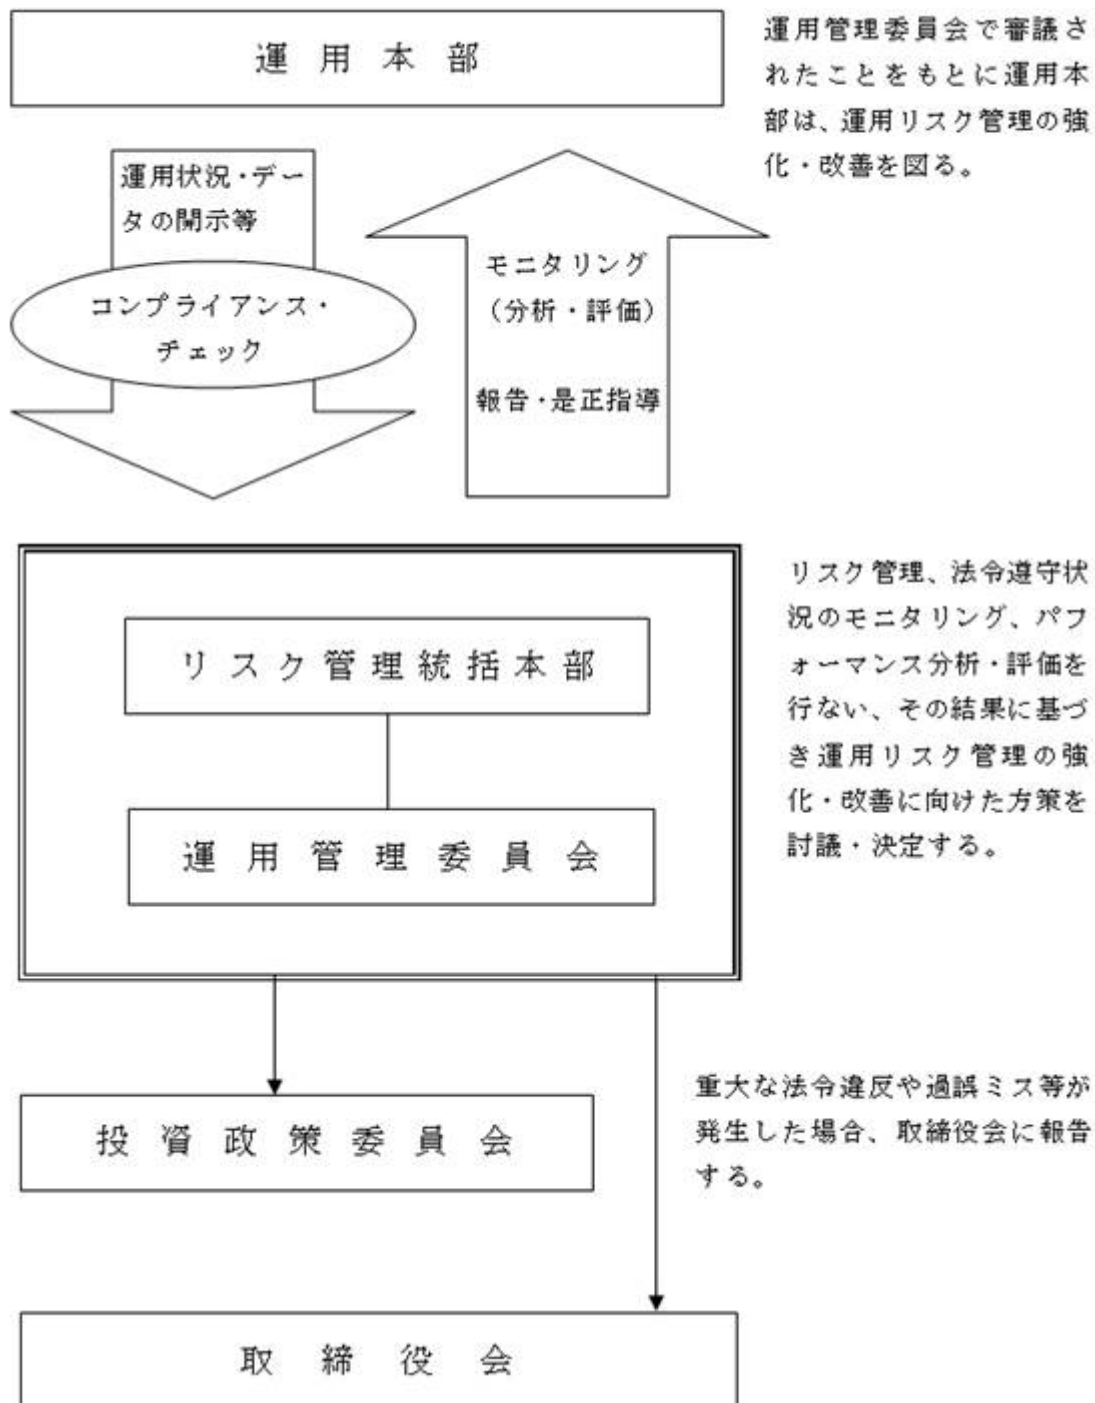 運用本部
運用管理委員会で審議さ
れたことをもとに運用本
部は、運用リスク管理の強
化・改善を図る。
運用状況・デー
タの開示等
コンプライアンス・
チェック
モニタリング
（分析・評価）
報告・是正指導
リスク管理統括本部
運用管理委員会
リスク管理、法令遵守状
況のモニタリング、パフ
ォーマンス分析・評価を
行ない、その結果に基づ
き運用リスク管理の強
化・改善に向けた方策を
討議・決定する。
投資政策委員会
重大な法令違反や過誤ミス等が
発生した場合、取締役会に報告
する。
取締役会